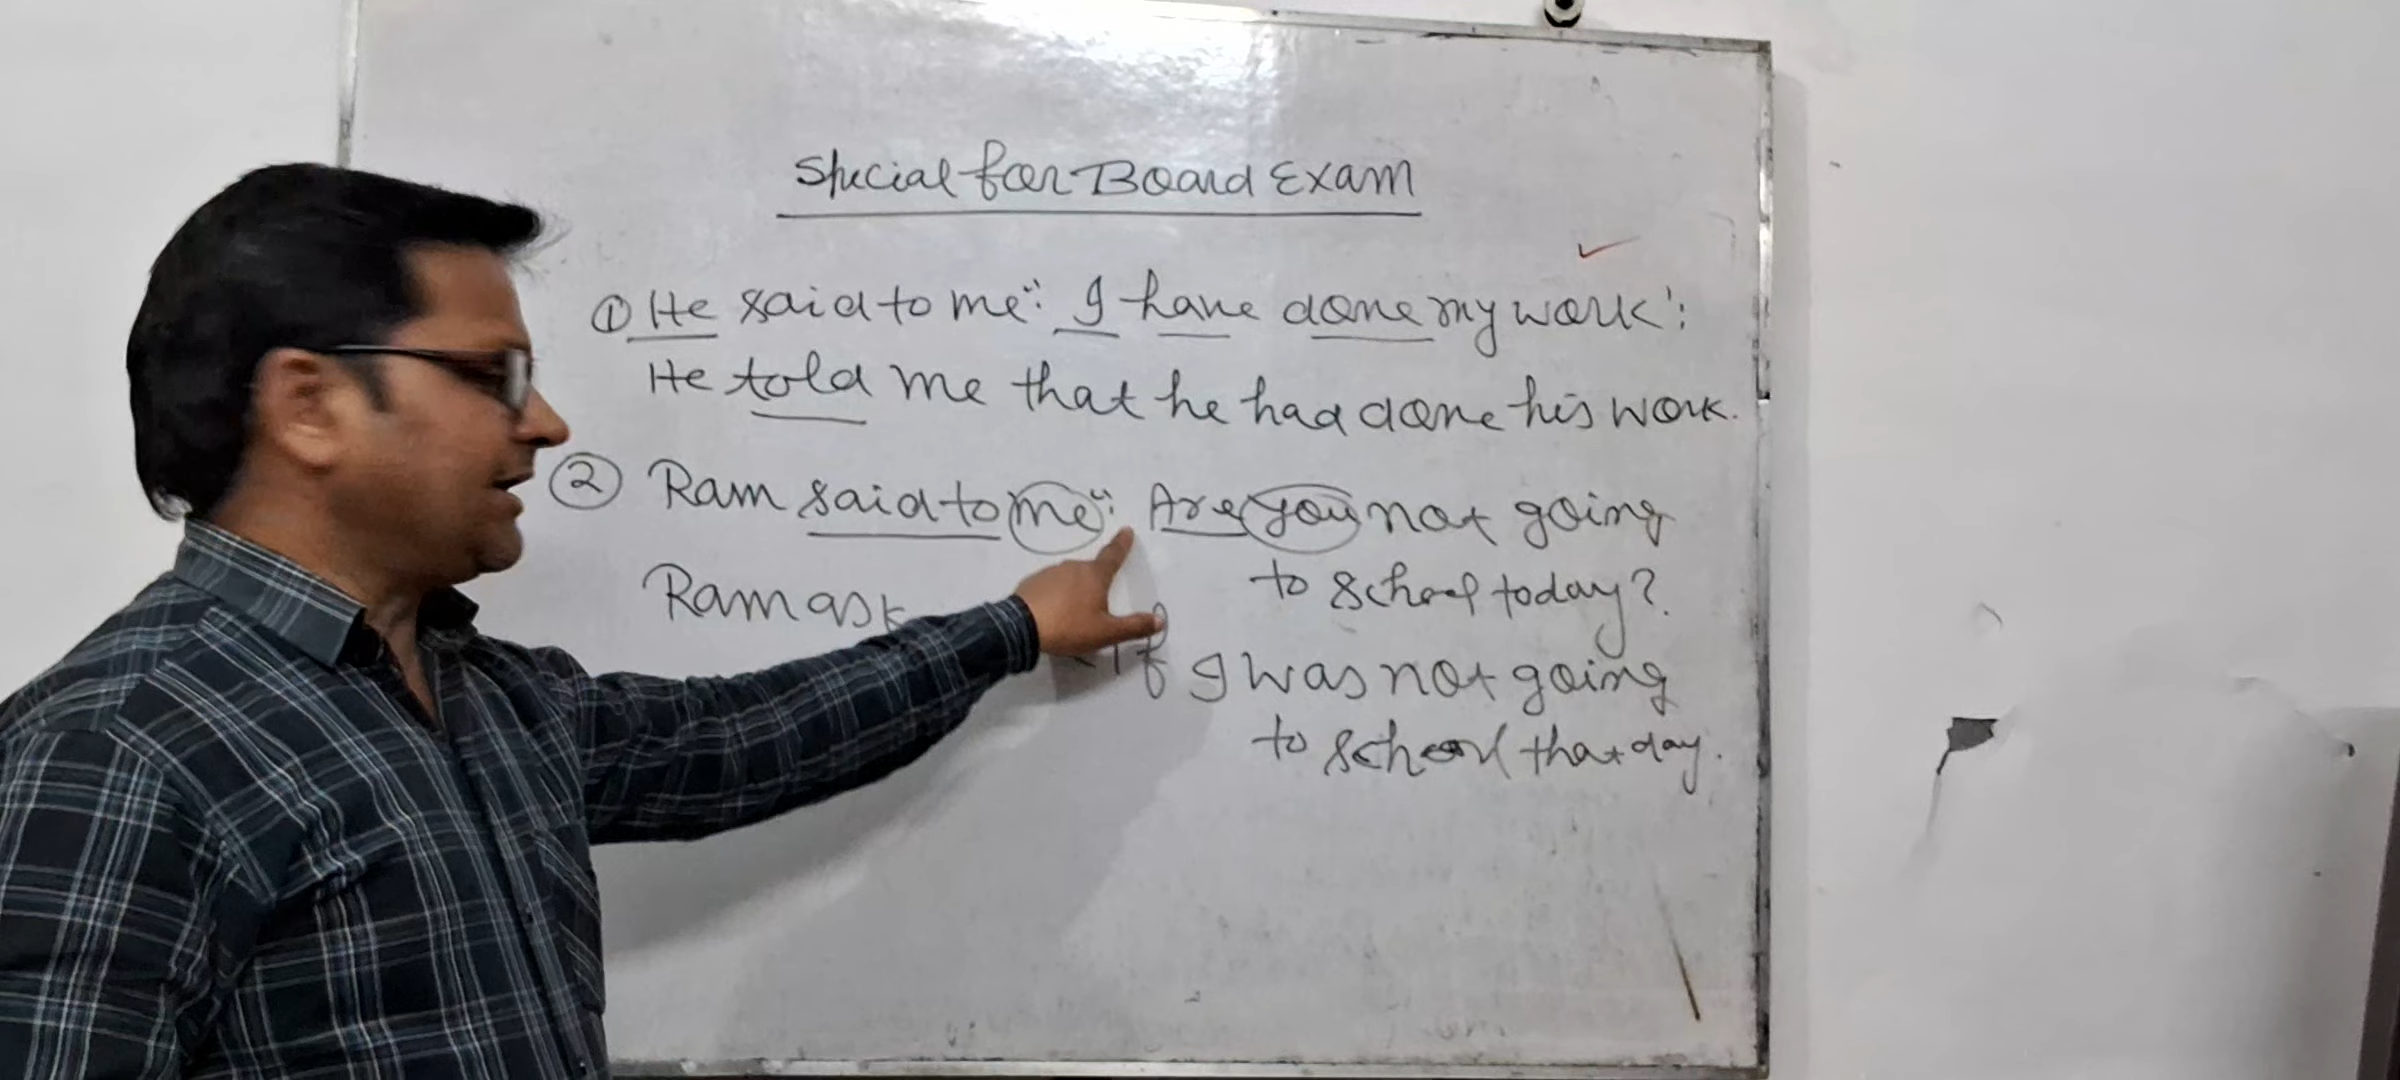 Special for Board Exam
① He said to me": I have done my work":
He told me that he had done his work.
② Ram said to me": Are you not going
to school today?
Ram ask
if I was not going
to school that day.